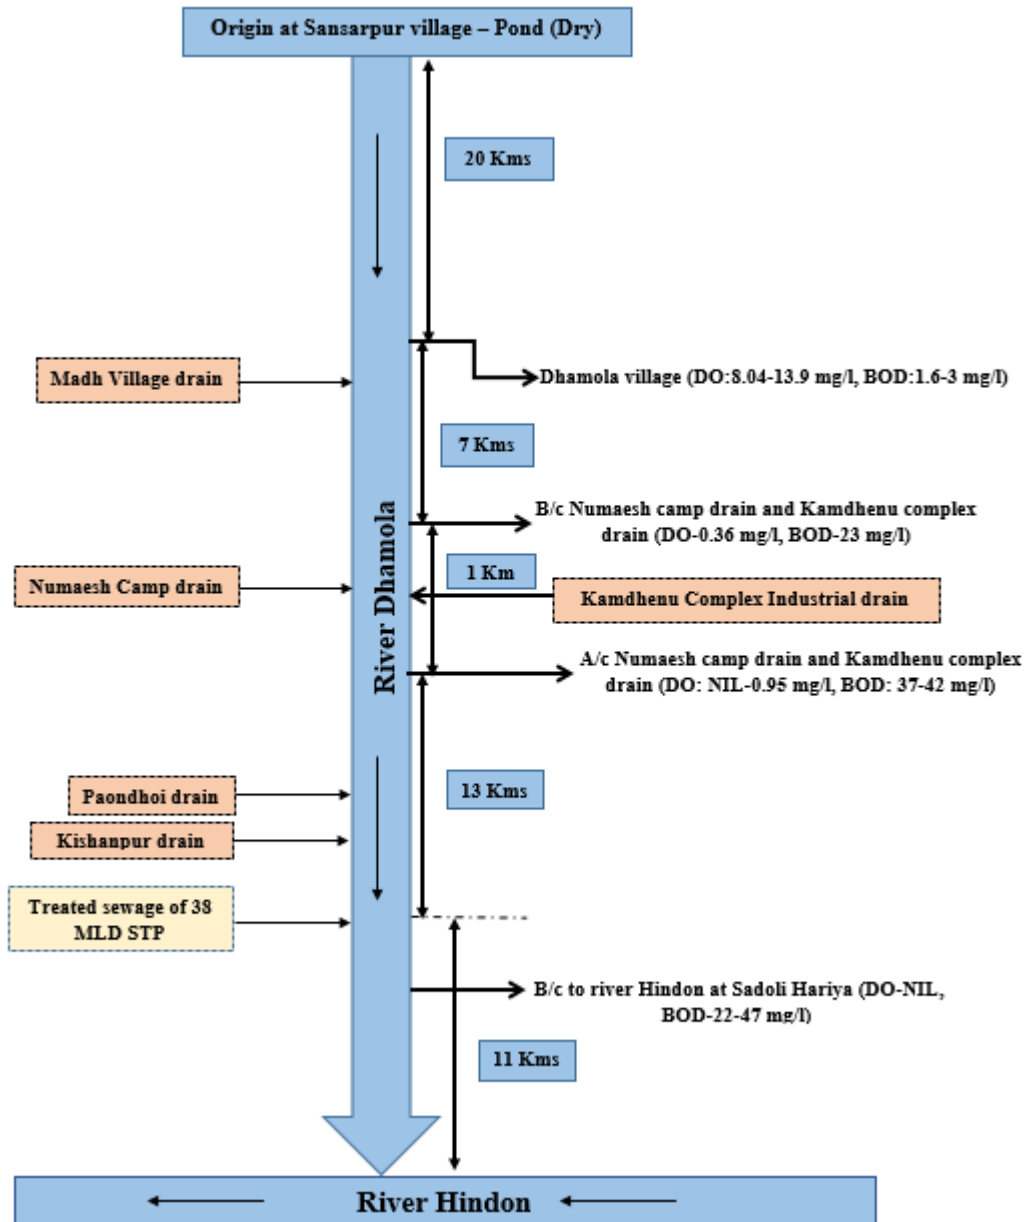 Origin at Sansarpur village – Pond (Dry)
20 Kms
Madh Village drain
Dhamola village (DO:8.04-13.9 mg/l, BOD:1.6-3 mg/l)
7 Kms
B/c Numaesh camp drain and Kamdhenu complex
drain (DO-0.36 mg/l, BOD-23 mg/l)
River Dhamola
Numaesh Camp drain
1 Km
Kamdhenu Complex Industrial drain
A/c Numaesh camp drain and Kamdhenu complex
drain (DO: NIL-0.95 mg/l, BOD: 37-42 mg/l)
Paondhoi drain
13 Kms
Kishanpur drain
Treated sewage of 38
MLD STP
B/c to river Hindon at Sadoli Hariya (DO-NIL,
BOD-22-47 mg/l)
11 Kms
River Hindon